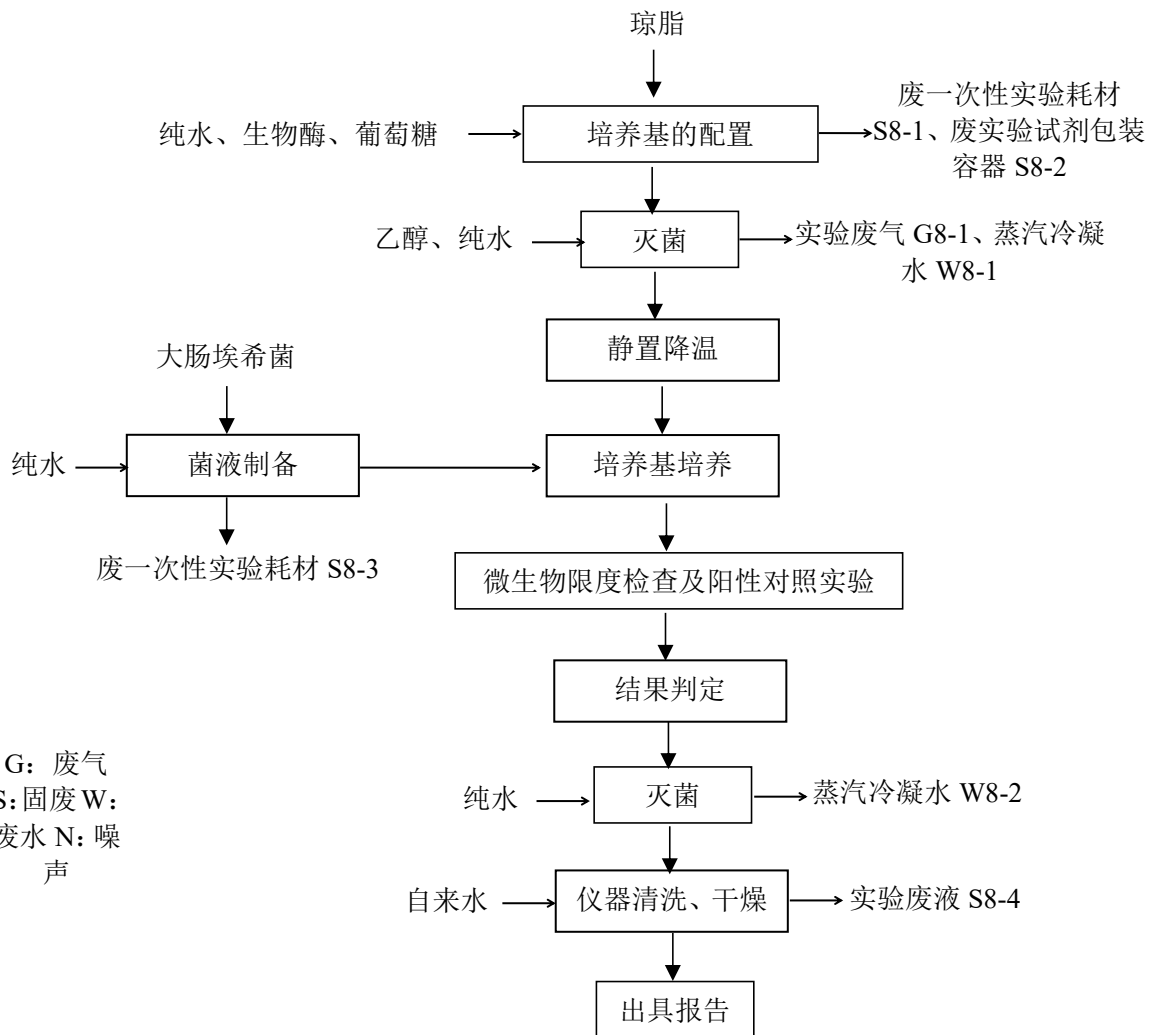 琼脂
纯水、生物酶、葡萄糖
培养基的配置
废一次性实验耗材
S8-1、废实验试剂包装
容器 S8-2
乙醇、纯水
灭菌
实验废气 G8-1、蒸汽冷凝
水 W8-1
静置降温
大肠埃希菌
纯水
菌液制备
培养基培养
废一次性实验耗材 S8-3
微生物限度检查及阳性对照实验
结果判定
G：废气
S:固废 W：
废水 N：噪
声
纯水
灭菌
蒸汽冷凝水 W8-2
自来水
仪器清洗、干燥
实验废液 S8-4
出具报告